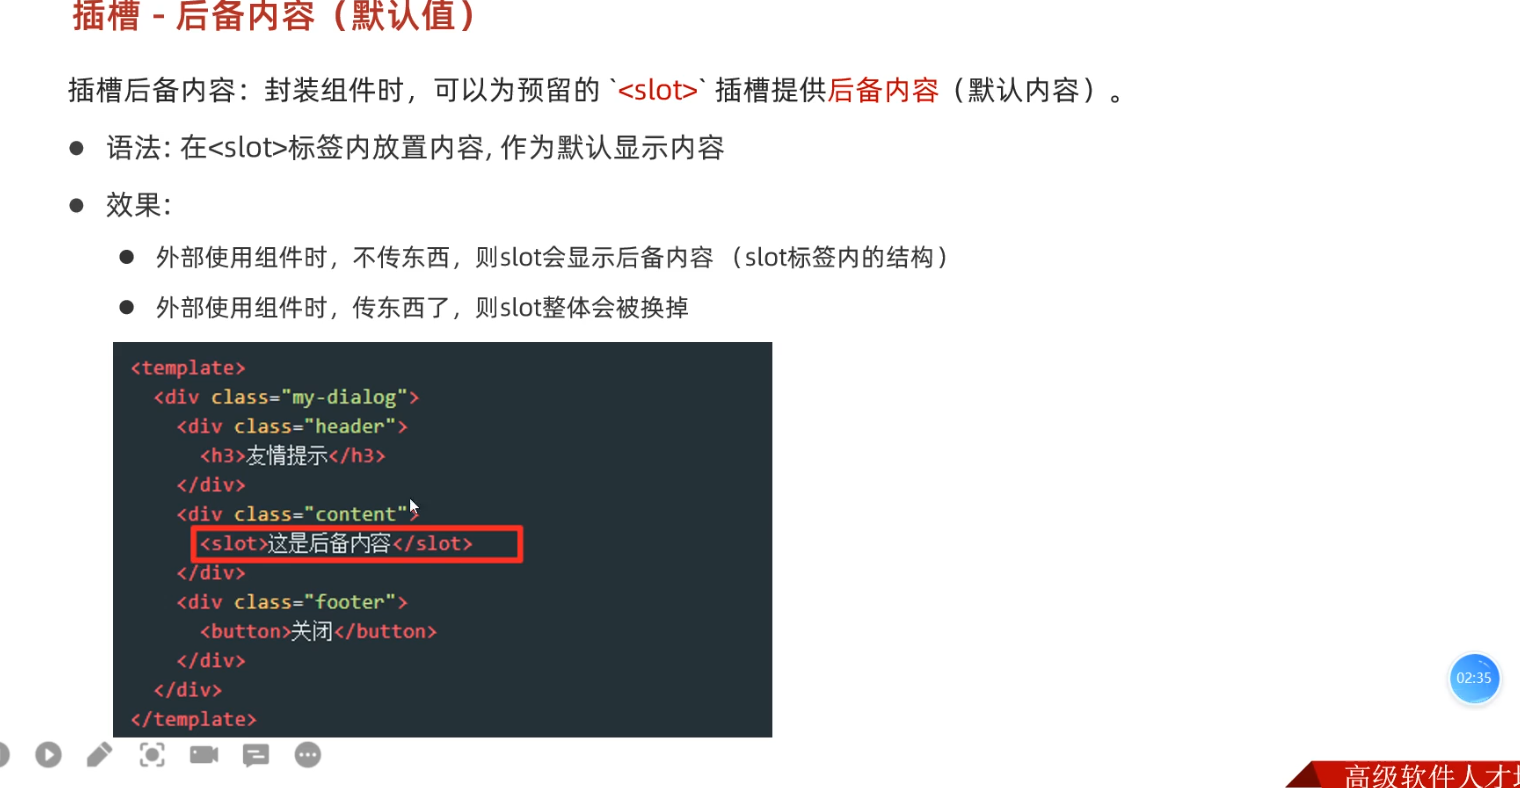 插槽 - 后备内容（默认值）
插槽后备内容：封装组件时，可以为预留的 `<slot>` 插槽提供后备内容（默认内容）。
● 语法: 在<slot>标签内放置内容, 作为默认显示内容
● 效果:
● 外部使用组件时，不传东西，则slot会显示后备内容 （slot标签内的结构）
● 外部使用组件时，传东西了，则slot整体会被换掉
<template>
<div class="my-dialog">
<div class="header">
<h3>友情提示</h3>
</div>
<div class="content">
<slot>这是后备内容</slot>
</div>
<div class="footer">
<button>关闭</button>
</div>
</div>
</template>
02:35
高级软件人才